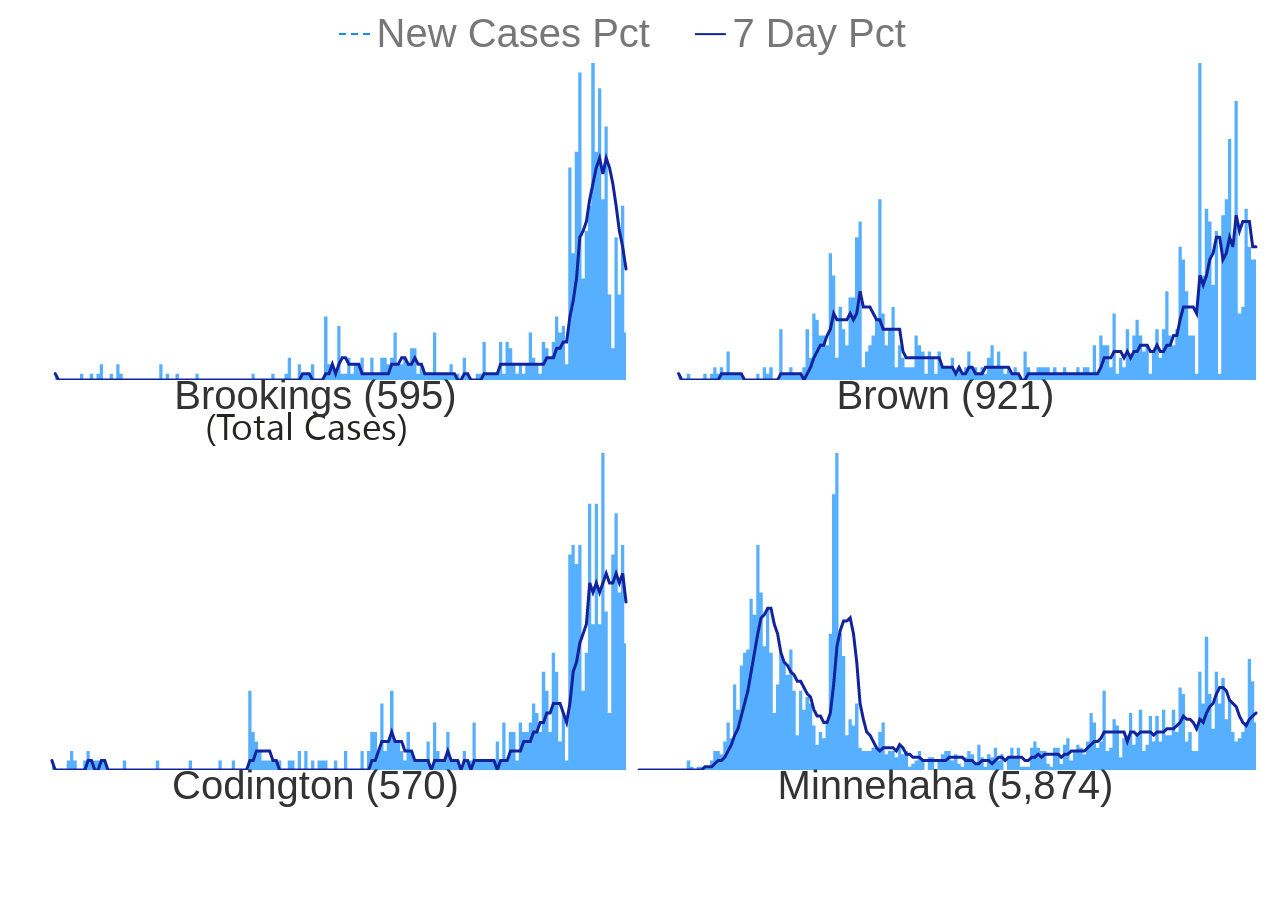 New Cases Pct 7 Day Pct
Brookings (595) Brown (921)
(Total Cases)
Codington (570) Minnehaha (5,874)